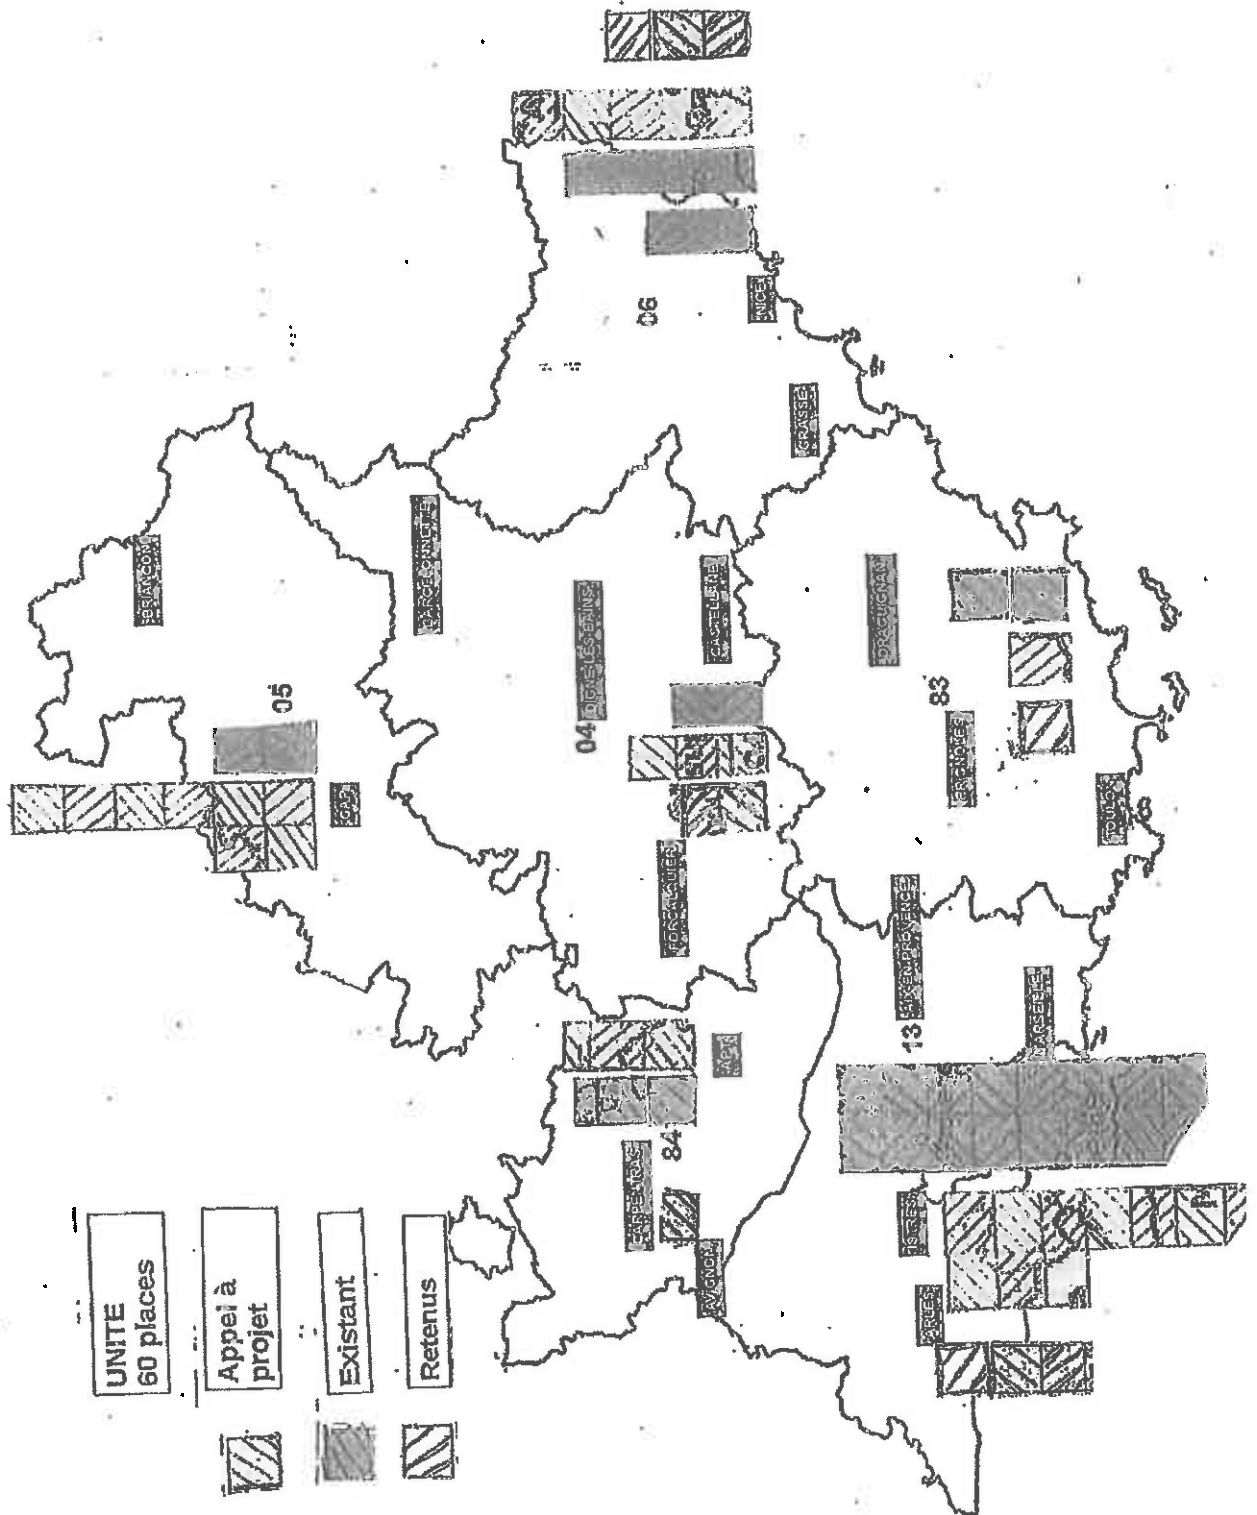 UNITE
60 places
Appel à
projet
Existant
Retenus
BRIANCON
05
GAP
BARCELONNETTE
04
DIGNE LES BAINS
CASTELLANE
FORCALQUIER
06
NICE
GRASSE
DRAGUIGNAN
83
BRIGNOLES
TOULON
APT
CARPENTRAS
84
AVIGNON
AIX EN PROVENCE
13
MARSEILLE
ISTRES
ARLES